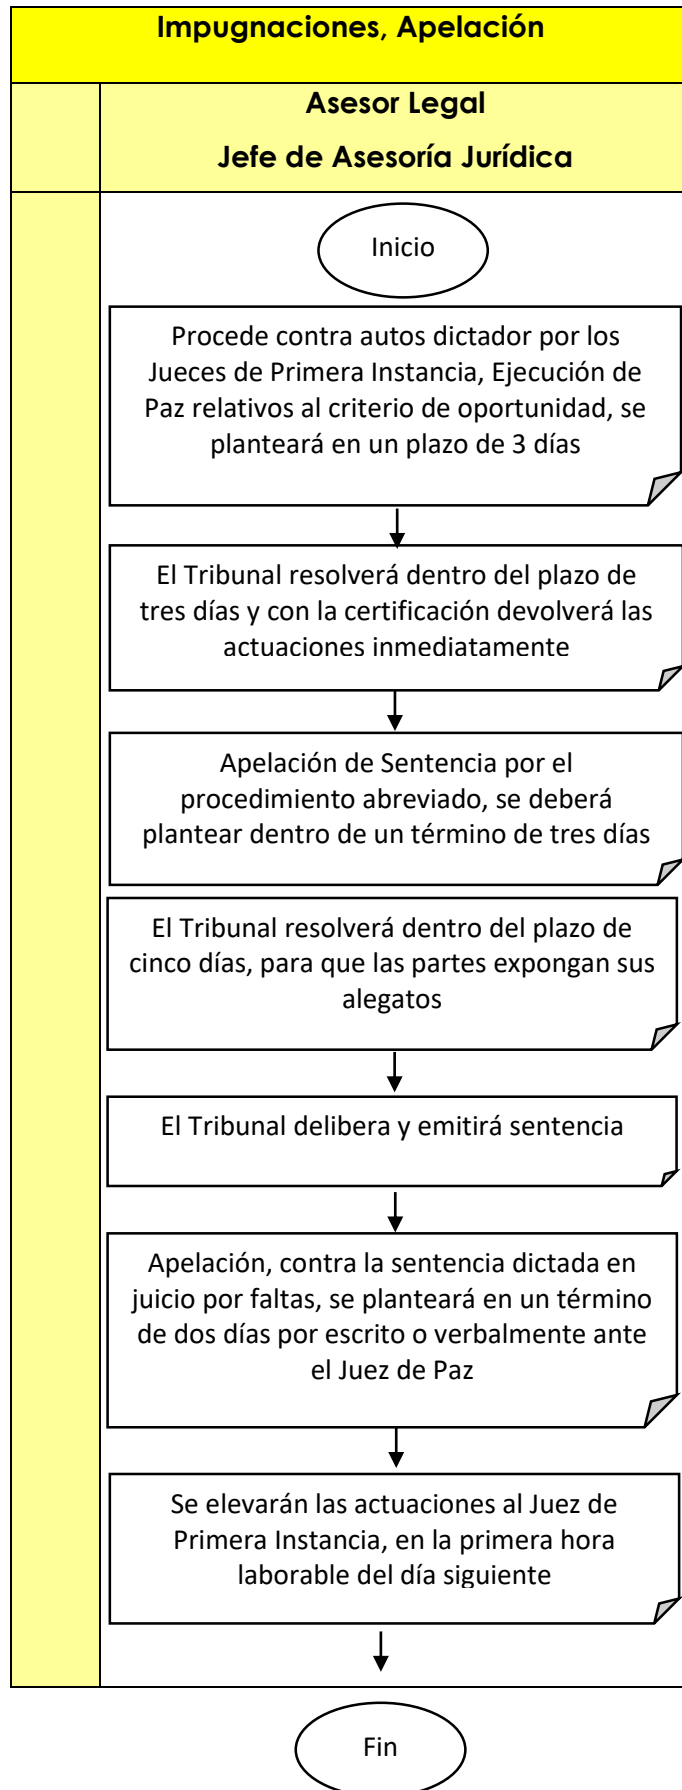 Impugnaciones, Apelación
Asesor Legal
Jefe de Asesoría Jurídica
Inicio
Procede contra autos dictador por los
Jueces de Primera Instancia, Ejecución de
Paz relativos al criterio de oportunidad, se
planteará en un plazo de 3 días
El Tribunal resolverá dentro del plazo de
tres días y con la certificación devolverá las
actuaciones inmediatamente
Apelación de Sentencia por el
procedimiento abreviado, se deberá
plantear dentro de un término de tres días
El Tribunal resolverá dentro del plazo de
cinco días, para que las partes expongan sus
alegatos
El Tribunal delibera y emitirá sentencia
Apelación, contra la sentencia dictada en
juicio por faltas, se planteará en un término
de dos días por escrito o verbalmente ante
el Juez de Paz
Se elevarán las actuaciones al Juez de
Primera Instancia, en la primera hora
laborable del día siguiente
Fin